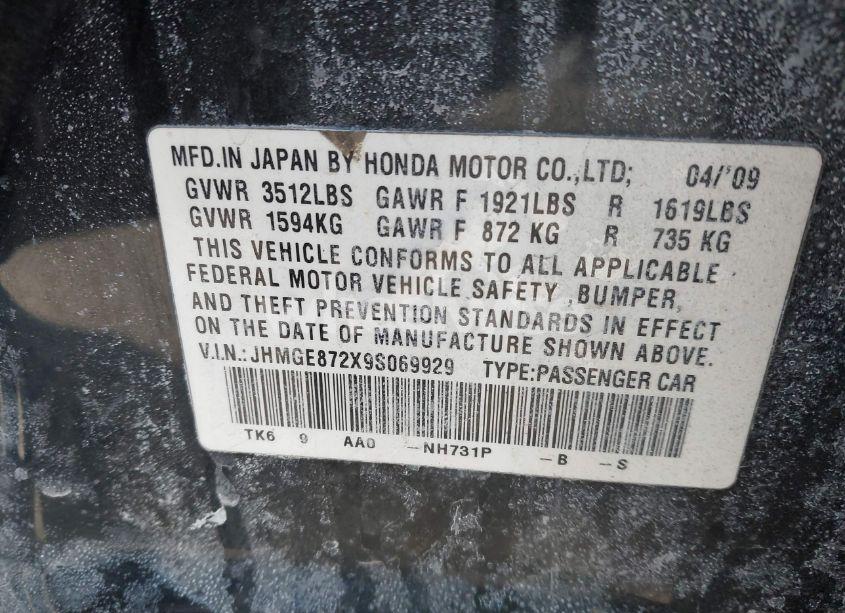 MFD.IN JAPAN BY HONDA MOTOR CO.,LTD; 04/'09
GVWR 3512LBS GAWR F 1921LBS R 1619LBS
GVWR 1594KG GAWR F 872 KG R 735 KG
THIS VEHICLE CONFORMS TO ALL APPLICABLE
FEDERAL MOTOR VEHICLE SAFETY ,BUMPER,
AND THEFT PREVENTION STANDARDS IN EFFECT
ON THE DATE OF MANUFACTURE SHOWN ABOVE.
V.I.N.: JHMGE872X9S069929 TYPE:PASSENGER CAR
TK6 9 AA0 -NH731P -B -S